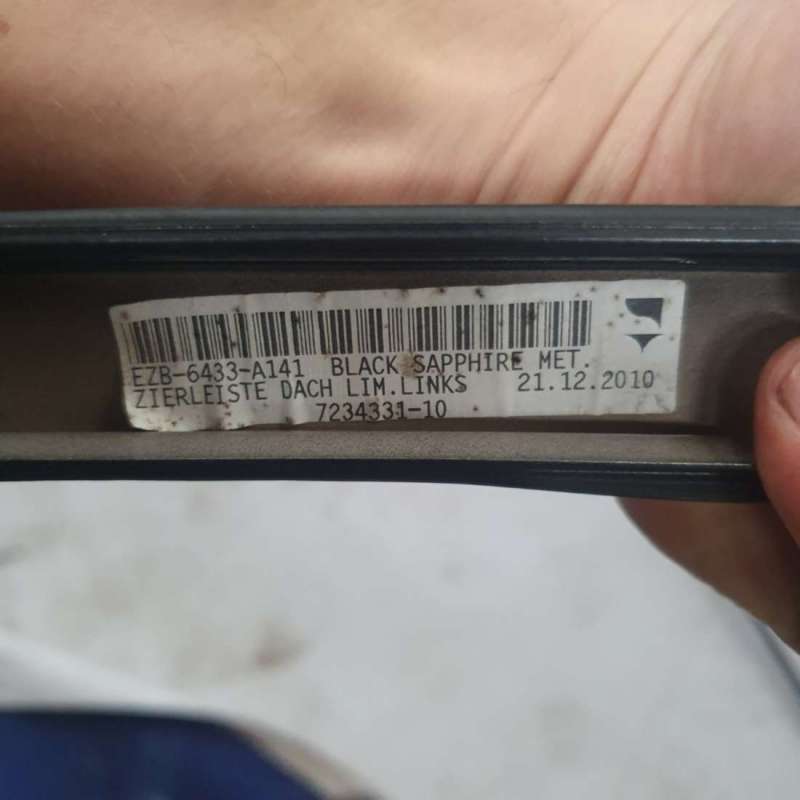 EZB-6433-A141 BLACK SAPPHIRE MET.
ZIERLEISTE DACH LIM.LINKS 21.12.2010
7234331-10